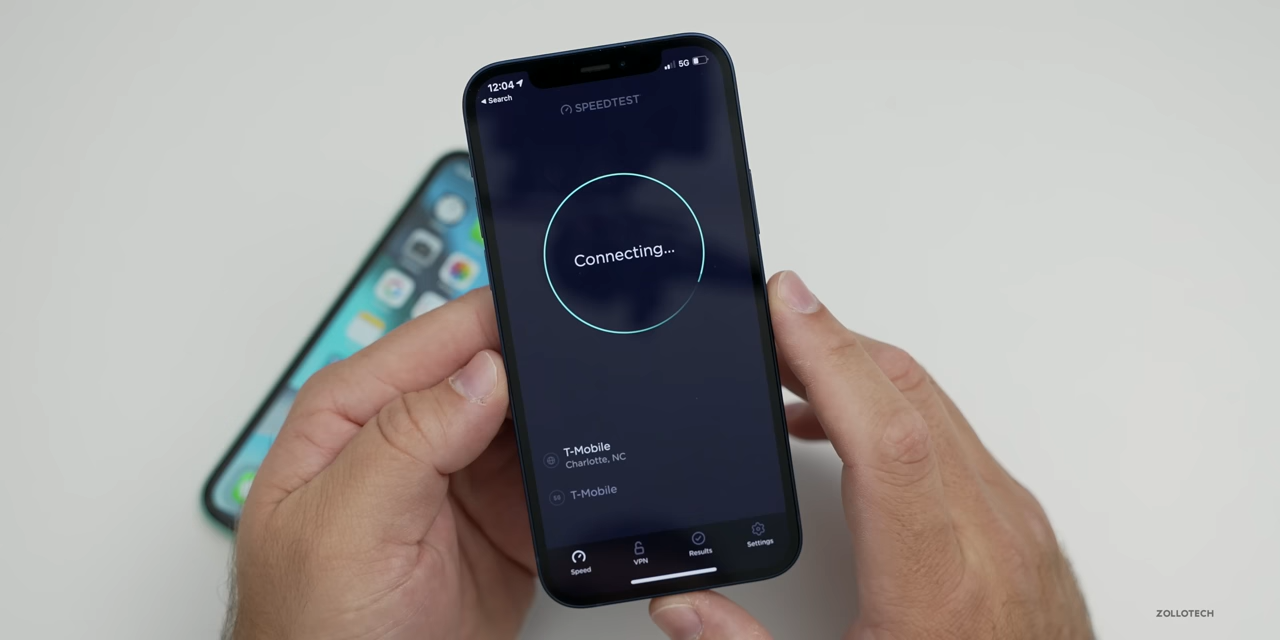 12:04
5G
◀ Search
SPEEDTEST
Connecting...
T-Mobile
Charlotte, NC
T-Mobile
Speed
VPN
Results
Settings
ZOLLOTECH